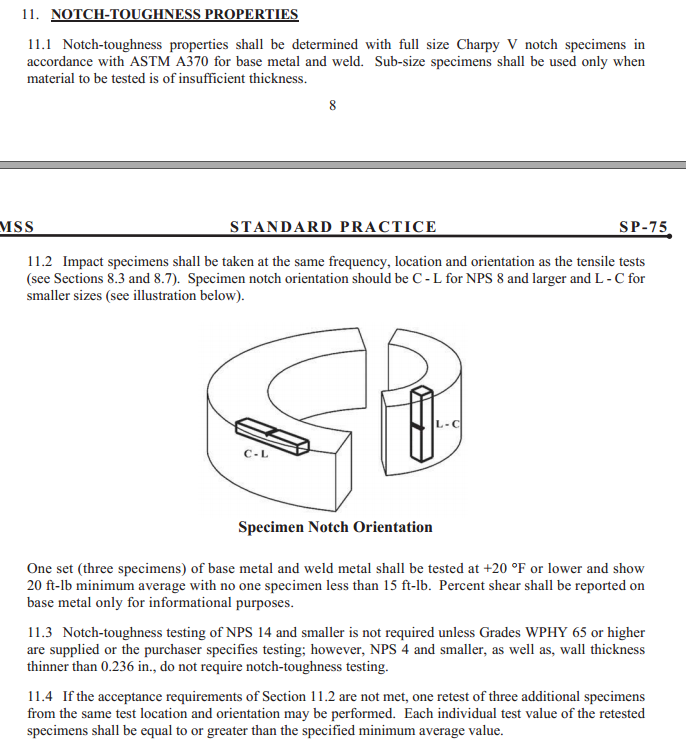 11. NOTCH-TOUGHNESS PROPERTIES
11.1 Notch-toughness properties shall be determined with full size Charpy V notch specimens in
accordance with ASTM A370 for base metal and weld. Sub-size specimens shall be used only when
material to be tested is of insufficient thickness.
8
MSS STANDARD PRACTICE SP-75
11.2 Impact specimens shall be taken at the same frequency, location and orientation as the tensile tests
(see Sections 8.3 and 8.7). Specimen notch orientation should be C - L for NPS 8 and larger and L - C for
smaller sizes (see illustration below).
L - C
C - L
Specimen Notch Orientation
One set (three specimens) of base metal and weld metal shall be tested at +20 °F or lower and show
20 ft-lb minimum average with no one specimen less than 15 ft-lb. Percent shear shall be reported on
base metal only for informational purposes.
11.3 Notch-toughness testing of NPS 14 and smaller is not required unless Grades WPHY 65 or higher
are supplied or the purchaser specifies testing; however, NPS 4 and smaller, as well as, wall thickness
thinner than 0.236 in., do not require notch-toughness testing.
11.4 If the acceptance requirements of Section 11.2 are not met, one retest of three additional specimens
from the same test location and orientation may be performed. Each individual test value of the retested
specimens shall be equal to or greater than the specified minimum average value.